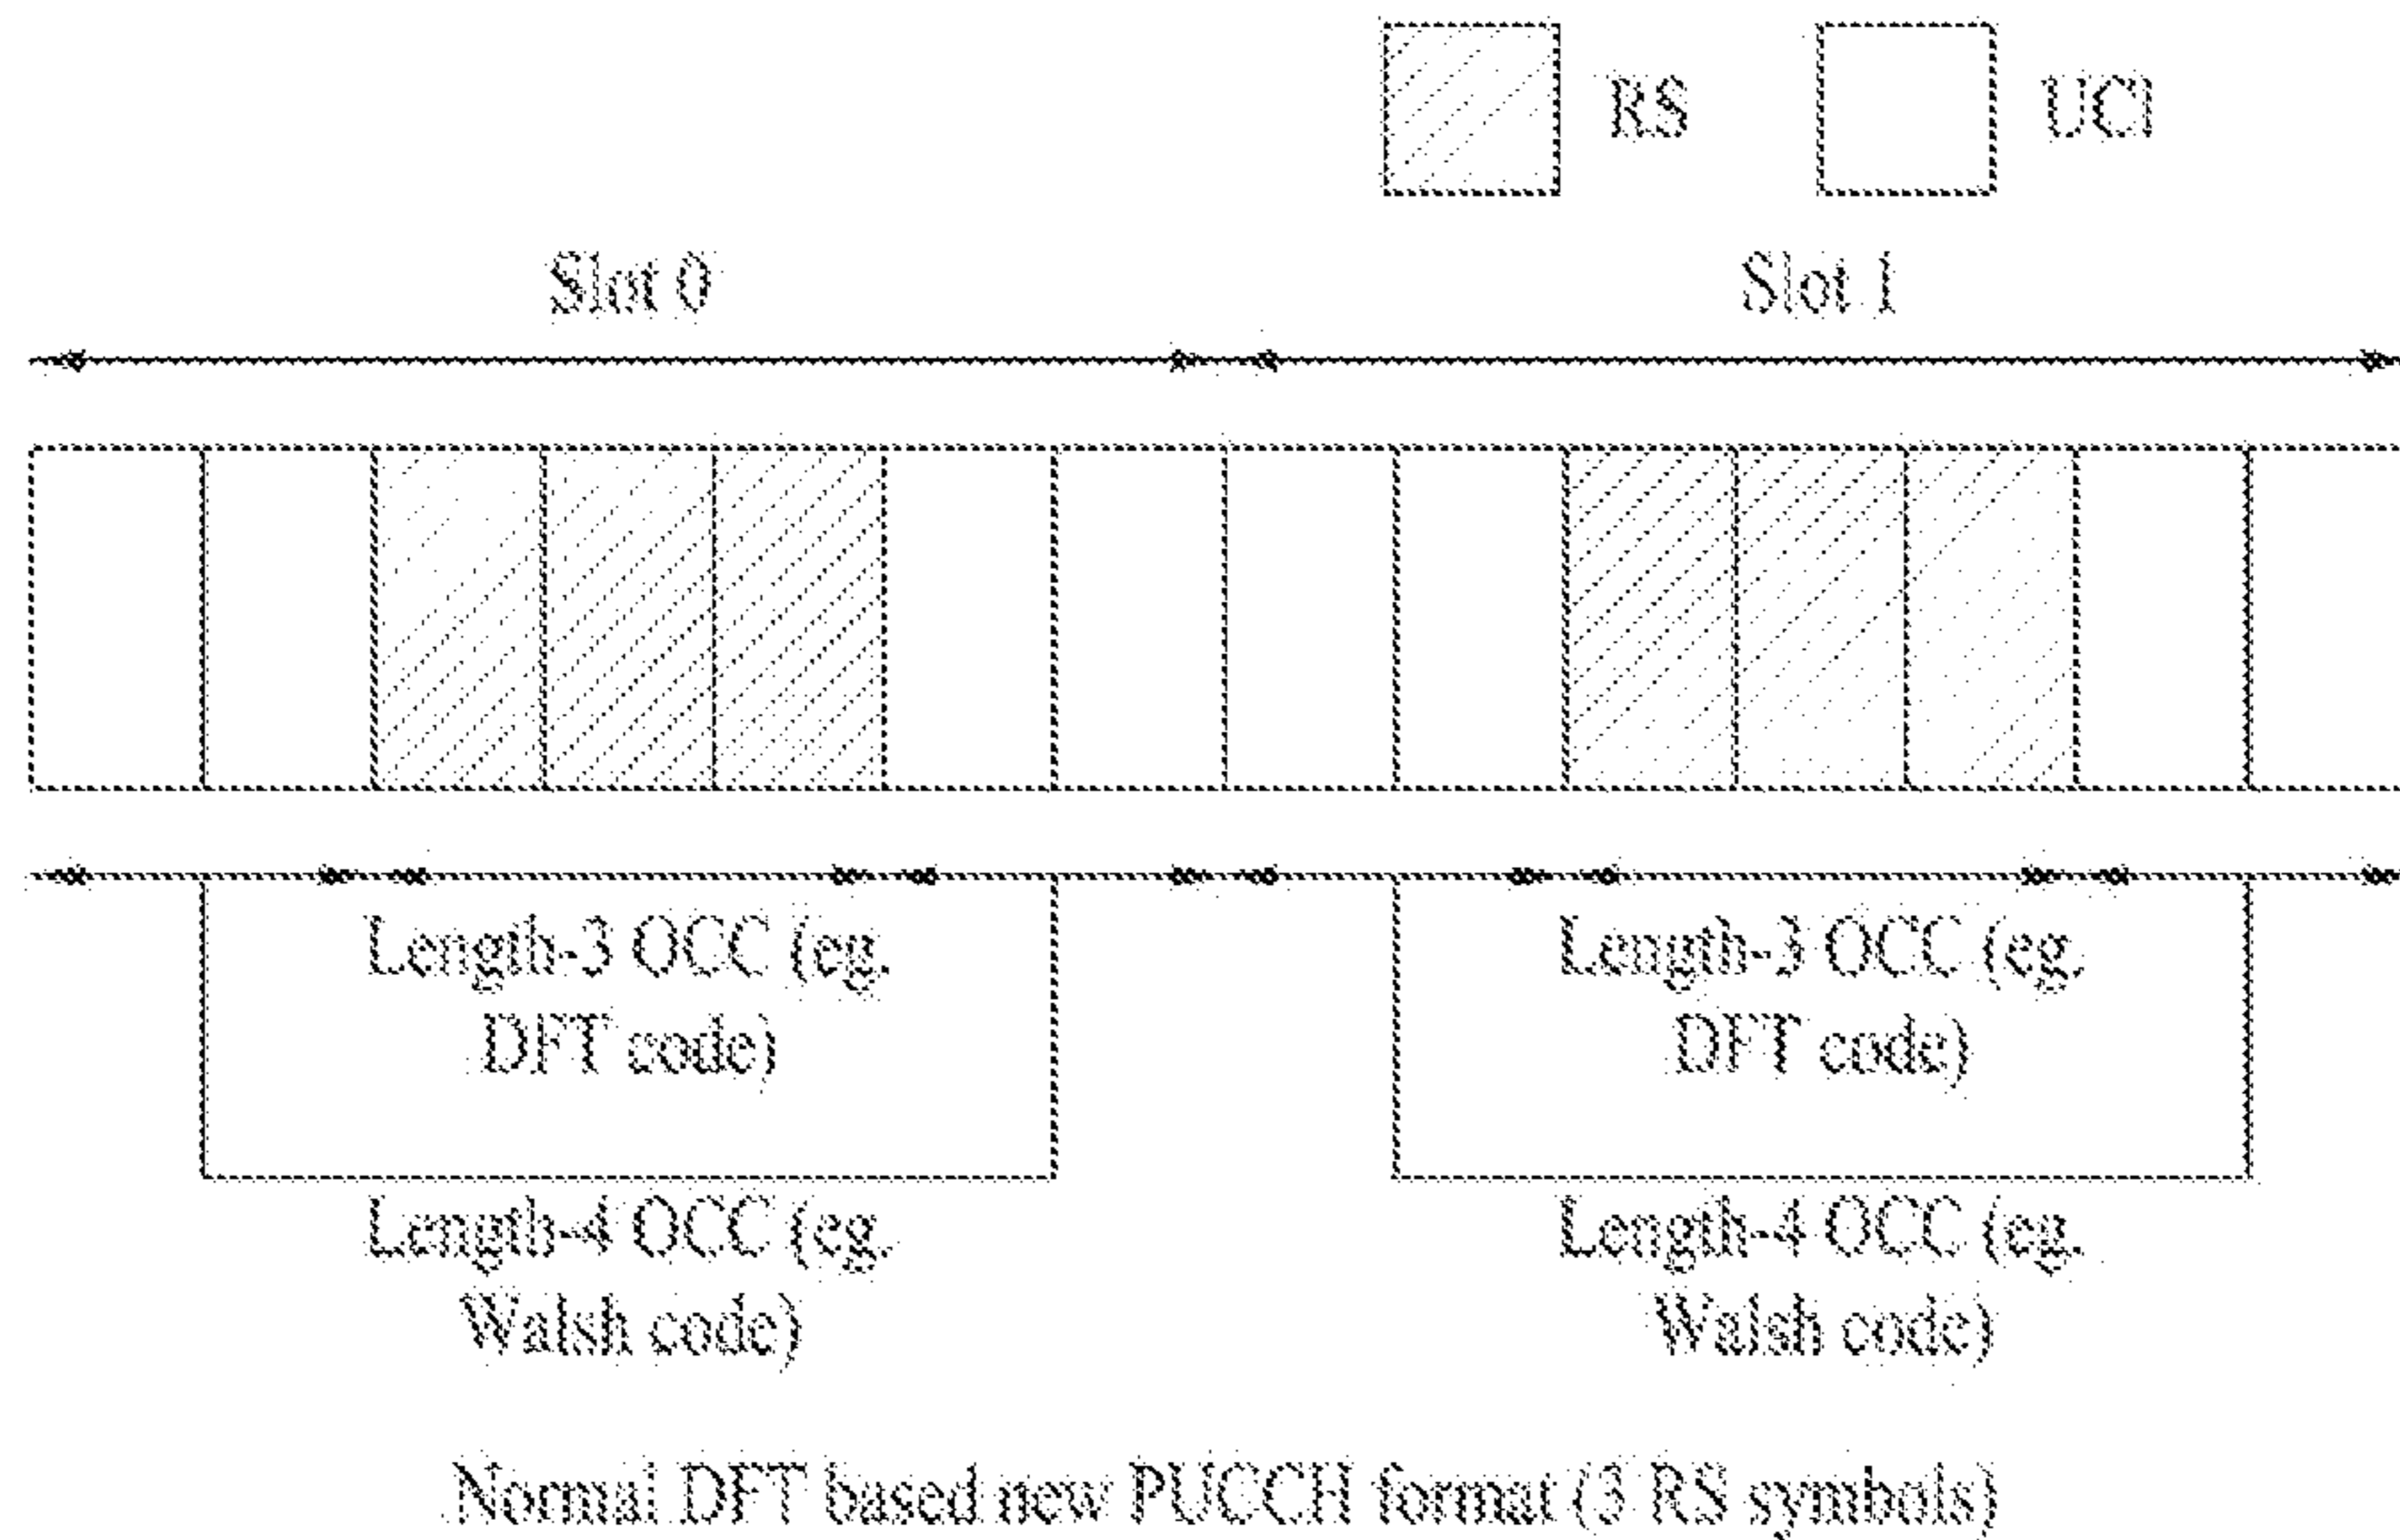 RS UCI
Slot 0 Slot 1
Length-3 OCC (eg. Length-3 OCC (eg.
DFT code) DFT code)
Length-4 OCC (eg. Length-4 OCC (eg.
Walsh code) Walsh code)
Normal DFT based new PUCCH format (3 RS symbols)